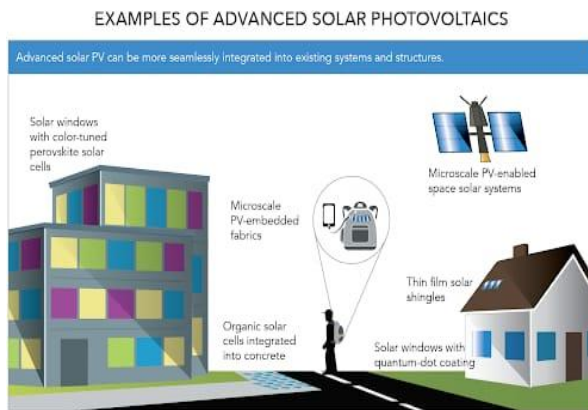 EXAMPLES OF ADVANCED SOLAR PHOTOVOLTAICS
Advanced solar PV can be more seamlessly integrated into existing systems and structures.
Solar windows
with color-tuned
perovskite solar
cells
Microscale
PV-embedded
fabrics
Microscale PV-enabled
space solar systems
Thin film solar
shingles
Organic solar
cells integrated
into concrete
Solar windows with
quantum-dot coating